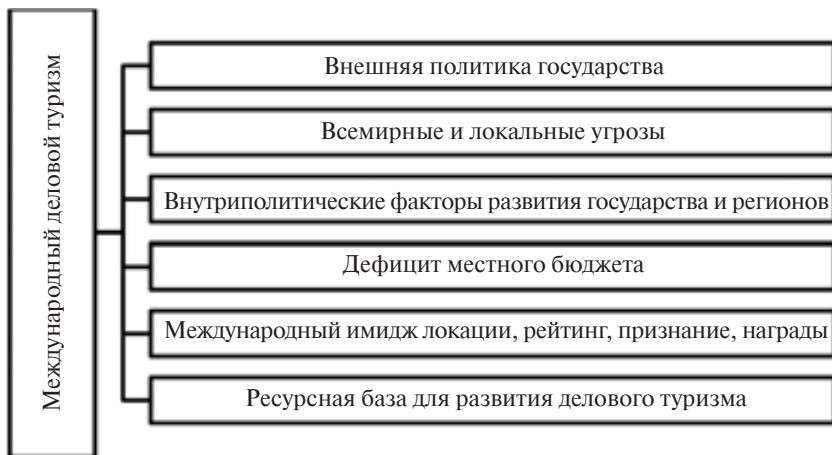 Международный деловой туризм
Внешняя политика государства
Всемирные и локальные угрозы
Внутриполитические факторы развития государства и регионов
Дефицит местного бюджета
Международный имидж локации, рейтинг, признание, награды
Ресурсная база для развития делового туризма